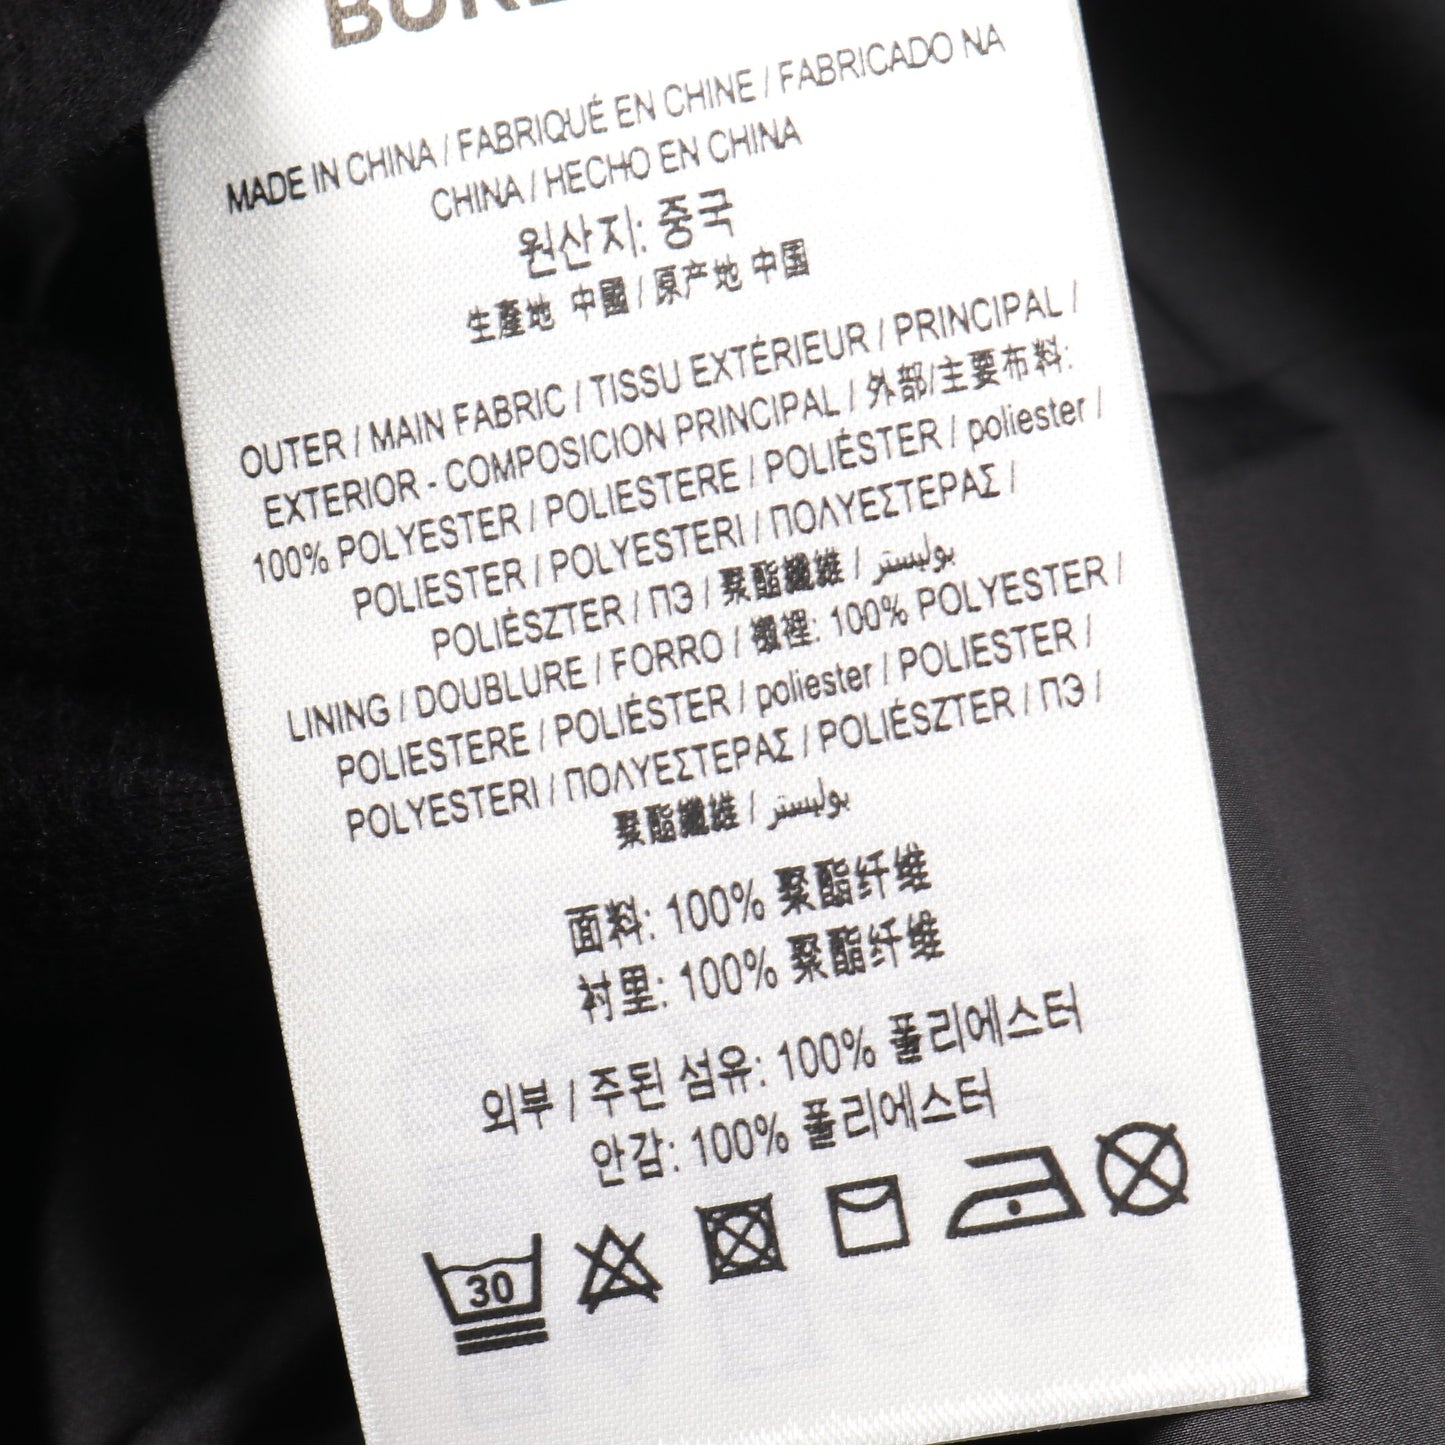 MADE IN CHINA / FABRIQUÉ EN CHINE / FABRICADO NA
CHINA / HECHO EN CHINA
원산지: 중국
生產地 中國 / 原产地 中国
OUTER / MAIN FABRIC / TISSU EXTÉRIEUR / PRINCIPAL /
EXTERIOR - COMPOSICION PRINCIPAL / 外部/主要布料:
100% POLYESTER / POLIESTERE / POLIÉSTER / poliester /
POLIESTER / POLYESTERI / ΠΟΛΥΕΣΤΕΡΑΣ /
POLIÉSZTER / ПЭ / 聚酯纖維 / بوليستر
LINING / DOUBLURE / FORRO / 襯裡: 100% POLYESTER /
POLIESTERE / POLIÉSTER / poliester / POLIESTER /
POLYESTERI / ΠΟΛΥΕΣΤΕΡΑΣ / POLIÉSZTER / ПЭ /
聚酯纖維 / بوليستر
面料: 100% 聚酯纤维
衬里: 100% 聚酯纤维
외부 / 주된 섬유: 100% 폴리에스터
안감: 100% 폴리에스터
30